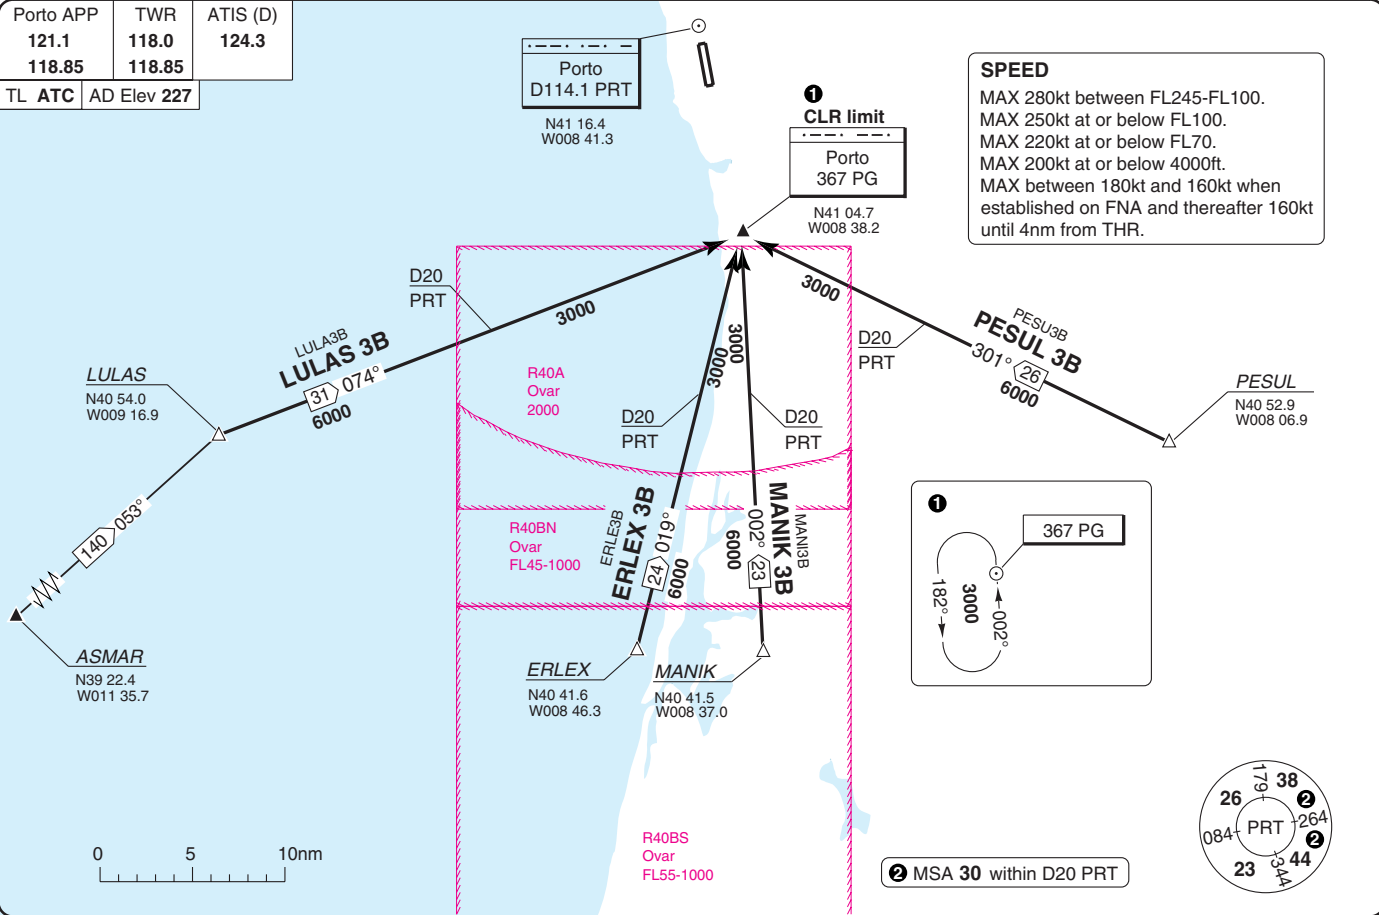 Porto APP TWR ATIS (D)
121.1 118.0 124.3
118.85 118.85
TL ATC AD Elev 227
Porto
D114.1 PRT
N41 16.4
W008 41.3
1
CLR limit
Porto
367 PG
N41 04.7
W008 38.2
SPEED
MAX 280kt between FL245-FL100.
MAX 250kt at or below FL100.
MAX 220kt at or below FL70.
MAX 200kt at or below 4000ft.
MAX between 180kt and 160kt when
established on FNA and thereafter 160kt
until 4nm from THR.
D20
PRT
3000
LULA3B
LULAS 3B
31 074°
6000
LULAS
N40 54.0
W009 16.9
140 053°
ASMAR
N39 22.4
W011 35.7
R40A
Ovar
2000
3000
D20
PRT
ERLE3B
ERLEX 3B
24 019°
6000
ERLEX
N40 41.6
W008 46.3
3000
D20
PRT
MANI3B
MANIK 3B
002° 23
6000
MANIK
N40 41.5
W008 37.0
3000
D20
PRT
PESU3B
PESUL 3B
301° 26
6000
PESUL
N40 52.9
W008 06.9
R40BN
Ovar
FL45-1000
R40BS
Ovar
FL55-1000
1
367 PG
182°
3000
002°
0 5 10nm
2 MSA 30 within D20 PRT
179 38
26 2
084 PRT 264
2
23 344 44